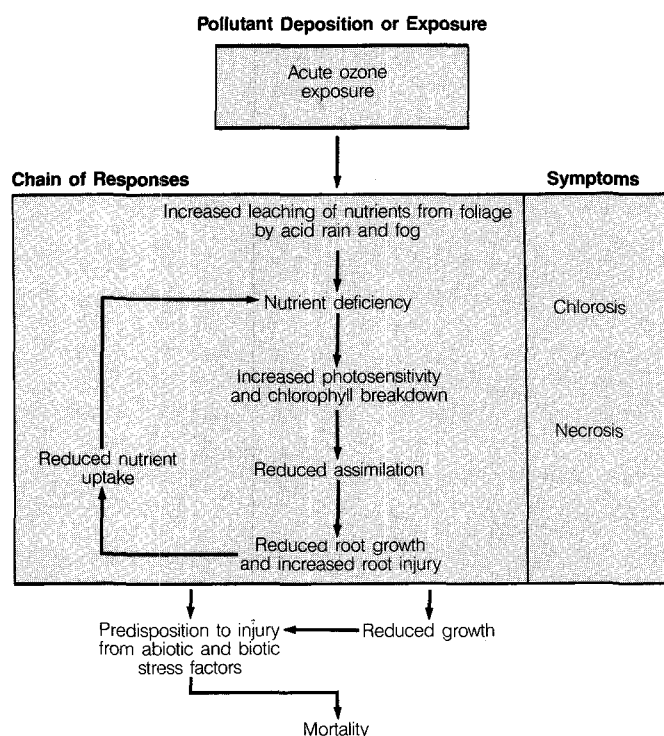 Pollutant Deposition or Exposure
Acute ozone
exposure
Chain of Responses
Symptoms
Increased leaching of nutrients from foliage
by acid rain and fog
Nutrient deficiency
Chlorosis
Increased photosensitivity
and chlorophyll breakdown
Necrosis
Reduced nutrient
uptake
Reduced assimilation
Reduced root growth
and increased root injury
Predisposition to injury
from abiotic and biotic
stress factors
Reduced growth
Mortality